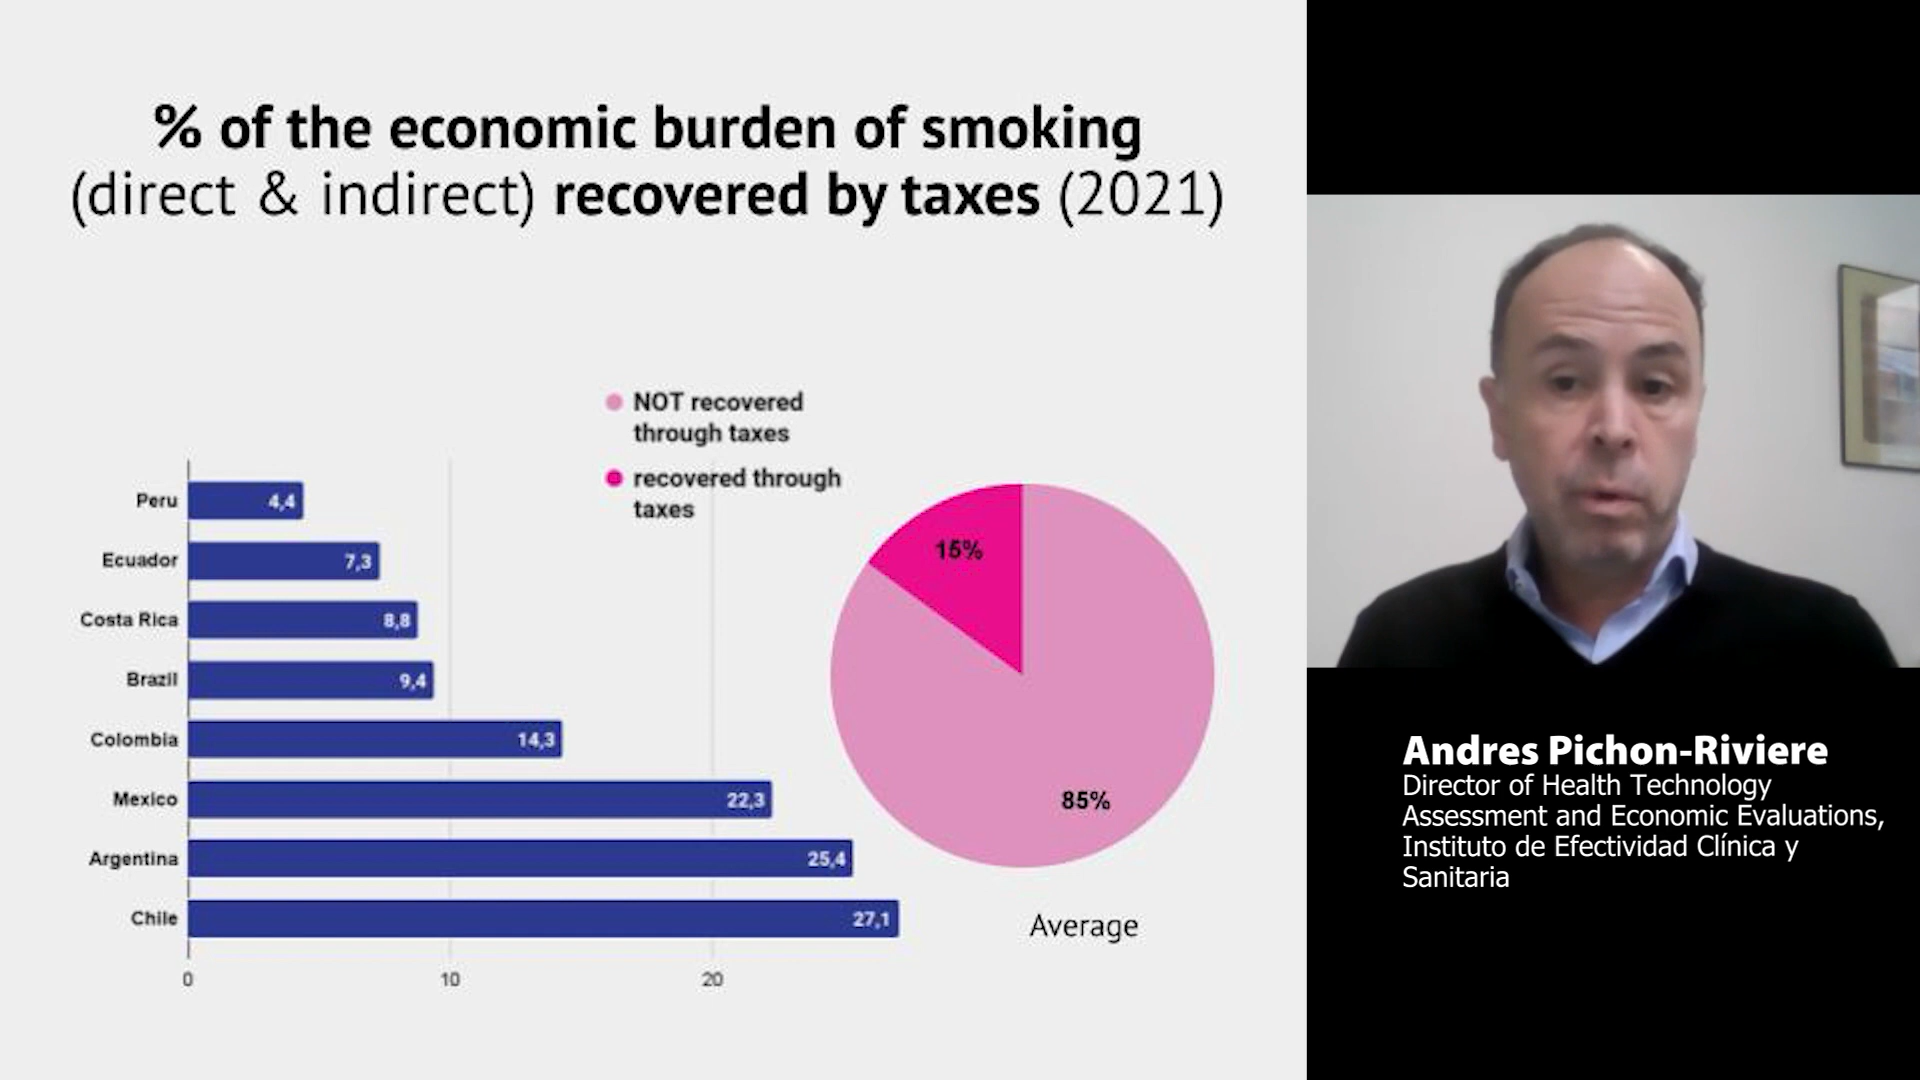 % of the economic burden of smoking
(direct & indirect) recovered by taxes (2021)
NOT recovered
through taxes
recovered through
taxes
Peru 4,4
Ecuador 7,3
Costa Rica 8,8
Brazil 9,4
Colombia 14,3
Mexico 22,3
Argentina 25,4
Chile 27,1
0 10 20
15%
85%
Average
Andres Pichon-Riviere
Director of Health Technology
Assessment and Economic Evaluations,
Instituto de Efectividad Clínica y
Sanitaria